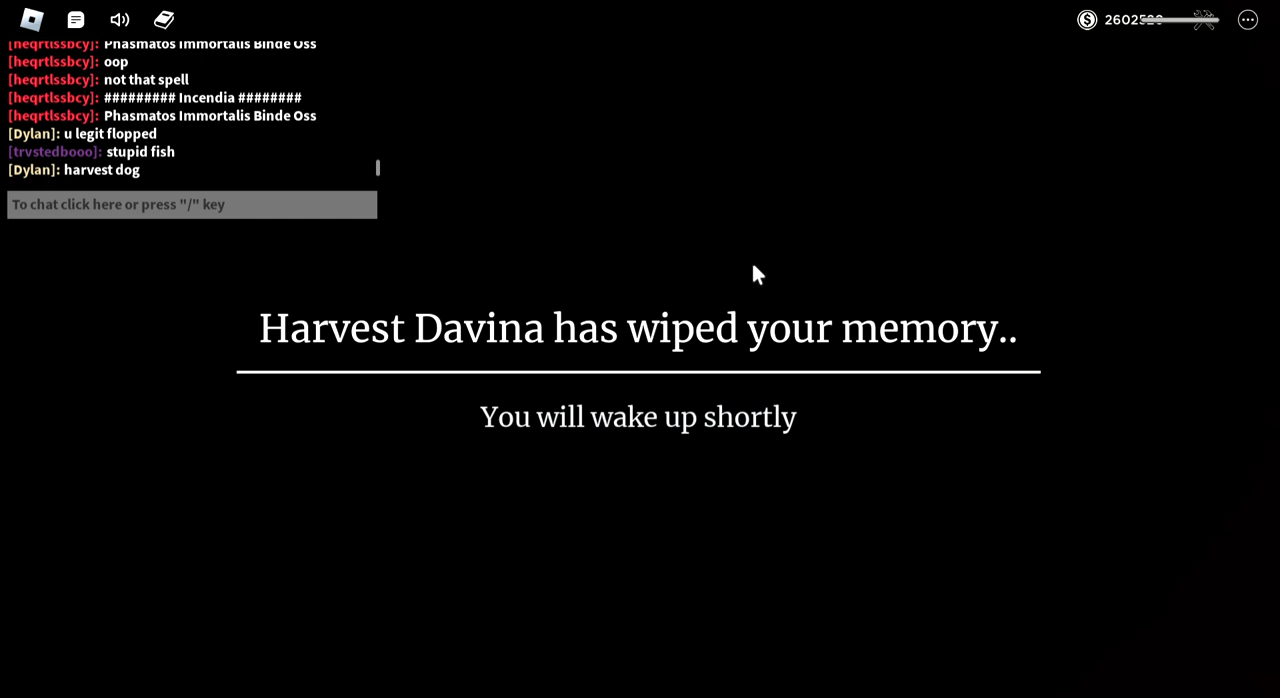 2602
[heqrtlssbcy]: Phasmatos Immortalis Binde Oss
[heqrtlssbcy]: oop
[heqrtlssbcy]: not that spell
[heqrtlssbcy]: ######### Incendia ########
[heqrtlssbcy]: Phasmatos Immortalis Binde Oss
[Dylan]: u legit flopped
[trvstedbooo]: stupid fish
[Dylan]: harvest dog
To chat click here or press "/" key
Harvest Davina has wiped your memory..
You will wake up shortly